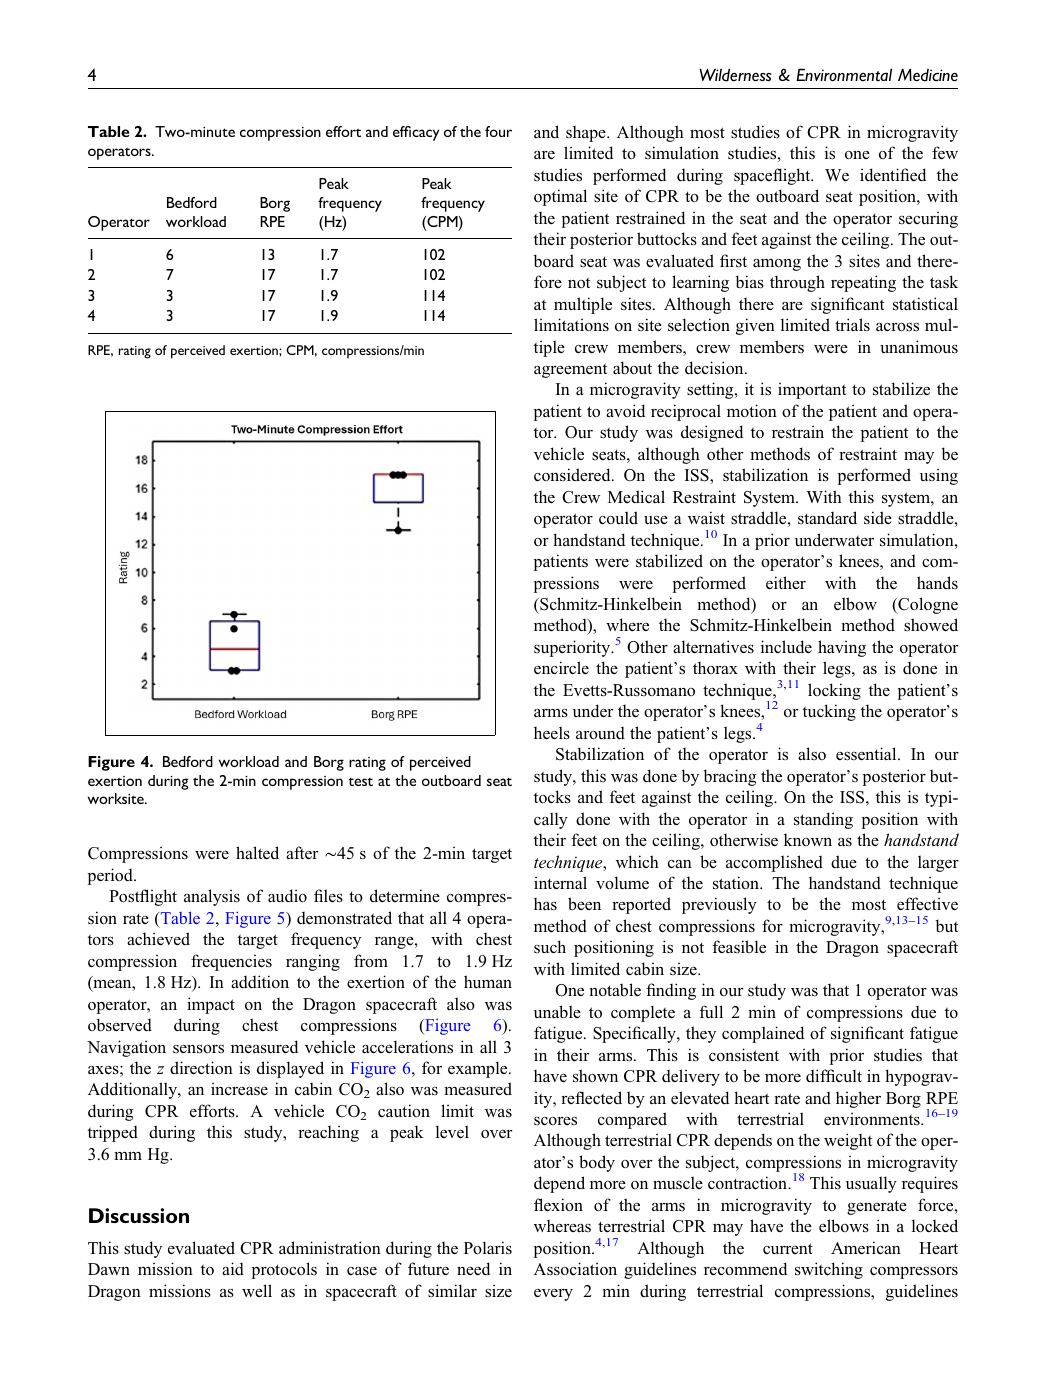 4
Wilderness & Environmental Medicine
Table 2. Two-minute compression effort and efficacy of the four
operators.
Operator Bedford workload Borg RPE Peak frequency (Hz) Peak frequency (CPM)
1 6 13 1.7 102
2 7 17 1.7 102
3 3 17 1.9 114
4 3 17 1.9 114
RPE, rating of perceived exertion; CPM, compressions/min
Two-Minute Compression Effort
18
16
14
12
10
8
6
4
2
Rating
Bedford Workload
Borg RPE
Figure 4. Bedford workload and Borg rating of perceived
exertion during the 2-min compression test at the outboard seat
worksite.
Compressions were halted after ~45 s of the 2-min target
period.
Postflight analysis of audio files to determine compres-
sion rate (Table 2, Figure 5) demonstrated that all 4 opera-
tors achieved the target frequency range, with chest
compression frequencies ranging from 1.7 to 1.9 Hz
(mean, 1.8 Hz). In addition to the exertion of the human
operator, an impact on the Dragon spacecraft also was
observed during chest compressions (Figure 6).
Navigation sensors measured vehicle accelerations in all 3
axes; the z direction is displayed in Figure 6, for example.
Additionally, an increase in cabin CO2 also was measured
during CPR efforts. A vehicle CO2 caution limit was
tripped during this study, reaching a peak level over
3.6 mm Hg.
Discussion
This study evaluated CPR administration during the Polaris
Dawn mission to aid protocols in case of future need in
Dragon missions as well as in spacecraft of similar size
and shape. Although most studies of CPR in microgravity
are limited to simulation studies, this is one of the few
studies performed during spaceflight. We identified the
optimal site of CPR to be the outboard seat position, with
the patient restrained in the seat and the operator securing
their posterior buttocks and feet against the ceiling. The out-
board seat was evaluated first among the 3 sites and there-
fore not subject to learning bias through repeating the task
at multiple sites. Although there are significant statistical
limitations on site selection given limited trials across mul-
tiple crew members, crew members were in unanimous
agreement about the decision.
In a microgravity setting, it is important to stabilize the
patient to avoid reciprocal motion of the patient and opera-
tor. Our study was designed to restrain the patient to the
vehicle seats, although other methods of restraint may be
considered. On the ISS, stabilization is performed using
the Crew Medical Restraint System. With this system, an
operator could use a waist straddle, standard side straddle,
or handstand technique.10 In a prior underwater simulation,
patients were stabilized on the operator's knees, and com-
pressions were performed either with the hands
(Schmitz-Hinkelbein method) or an elbow (Cologne
method), where the Schmitz-Hinkelbein method showed
superiority.5 Other alternatives include having the operator
encircle the patient's thorax with their legs, as is done in
the Evetts-Russomano technique,3,11 locking the patient's
arms under the operator's knees,12 or tucking the operator's
heels around the patient's legs.4
Stabilization of the operator is also essential. In our
study, this was done by bracing the operator's posterior but-
tocks and feet against the ceiling. On the ISS, this is typi-
cally done with the operator in a standing position with
their feet on the ceiling, otherwise known as the handstand
technique, which can be accomplished due to the larger
internal volume of the station. The handstand technique
has been reported previously to be the most effective
method of chest compressions for microgravity,9,13–15 but
such positioning is not feasible in the Dragon spacecraft
with limited cabin size.
One notable finding in our study was that 1 operator was
unable to complete a full 2 min of compressions due to
fatigue. Specifically, they complained of significant fatigue
in their arms. This is consistent with prior studies that
have shown CPR delivery to be more difficult in hypograv-
ity, reflected by an elevated heart rate and higher Borg RPE
scores compared with terrestrial environments.16–19
Although terrestrial CPR depends on the weight of the oper-
ator's body over the subject, compressions in microgravity
depend more on muscle contraction.18 This usually requires
flexion of the arms in microgravity to generate force,
whereas terrestrial CPR may have the elbows in a locked
position.4,17 Although the current American Heart
Association guidelines recommend switching compressors
every 2 min during terrestrial compressions, guidelines